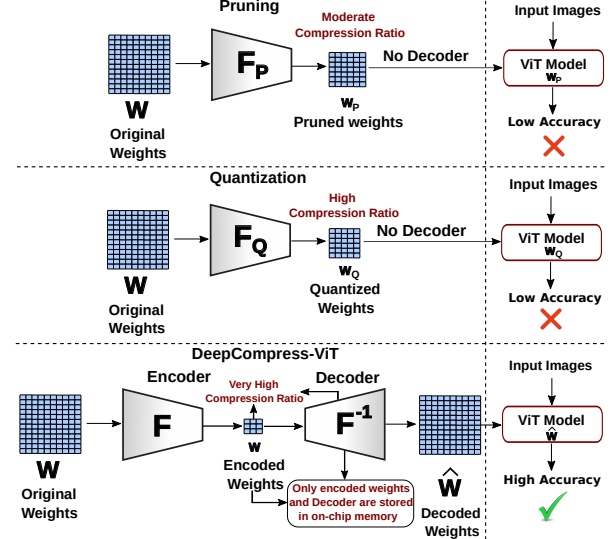 Pruning
Moderate
Compression Ratio
Input Images
F_P
No Decoder
ViT Model
w_P
W
w_P
Original
Weights
Pruned weights
Low Accuracy
Quantization
High
Compression Ratio
Input Images
F_Q
No Decoder
ViT Model
w_Q
W
w_Q
Original
Weights
Quantized
Weights
Low Accuracy
DeepCompress-ViT
Encoder
Very High
Compression Ratio
Decoder
Input Images
F
F^-1
ViT Model
ŵ
w
Encoded
Weights
W
Original
Weights
Only encoded weights
and Decoder are stored
in on-chip memory
Ŵ
Decoded
Weights
High Accuracy